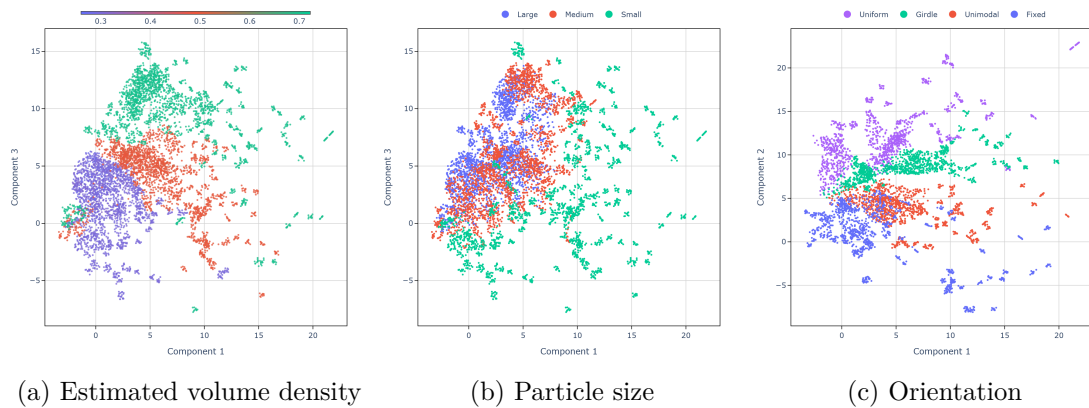 0.3 0.4 0.5 0.6 0.7
15
10
5
0
−5
0 5 10 15 20
Component 3
Component 1
(a) Estimated volume density
Large Medium Small
15
10
5
0
−5
0 5 10 15 20
Component 3
Component 1
(b) Particle size
Uniform Girdle Unimodal Fixed
20
15
10
5
0
−5
0 5 10 15 20
Component 2
Component 1
(c) Orientation